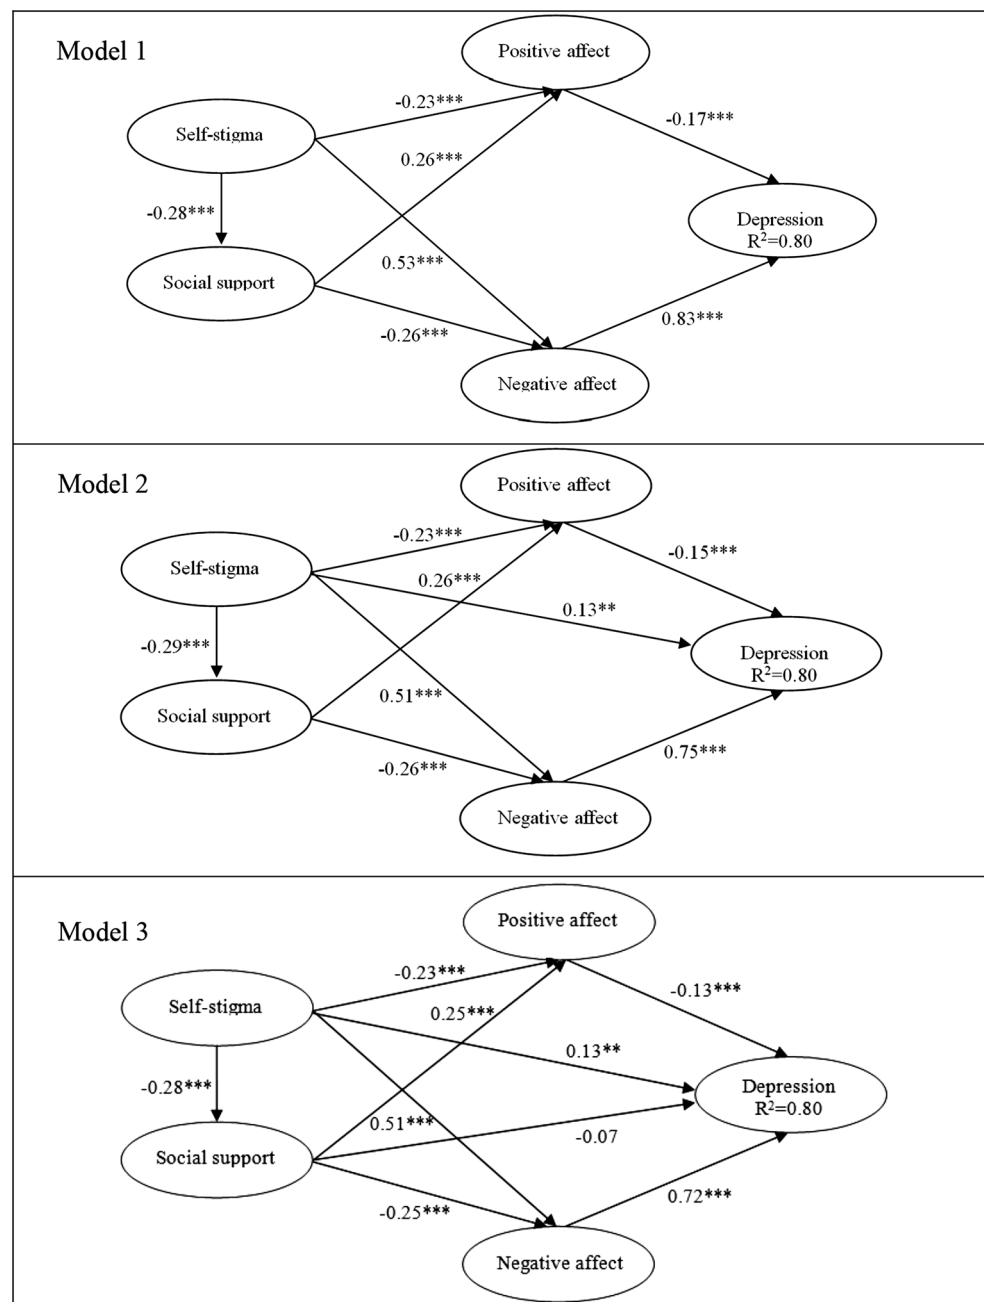 Model 1
Positive affect
-0.23***
-0.17***
Self-stigma
0.26***
-0.28***
Depression
R²=0.80
Social support
0.53***
-0.26***
0.83***
Negative affect
Model 2
Positive affect
-0.23***
-0.15***
Self-stigma
0.26***
0.13**
-0.29***
Depression
R²=0.80
Social support
0.51***
-0.26***
0.75***
Negative affect
Model 3
Positive affect
-0.23***
-0.13***
Self-stigma
0.25***
0.13**
-0.28***
Depression
R²=0.80
0.51***
-0.07
Social support
-0.25***
0.72***
Negative affect